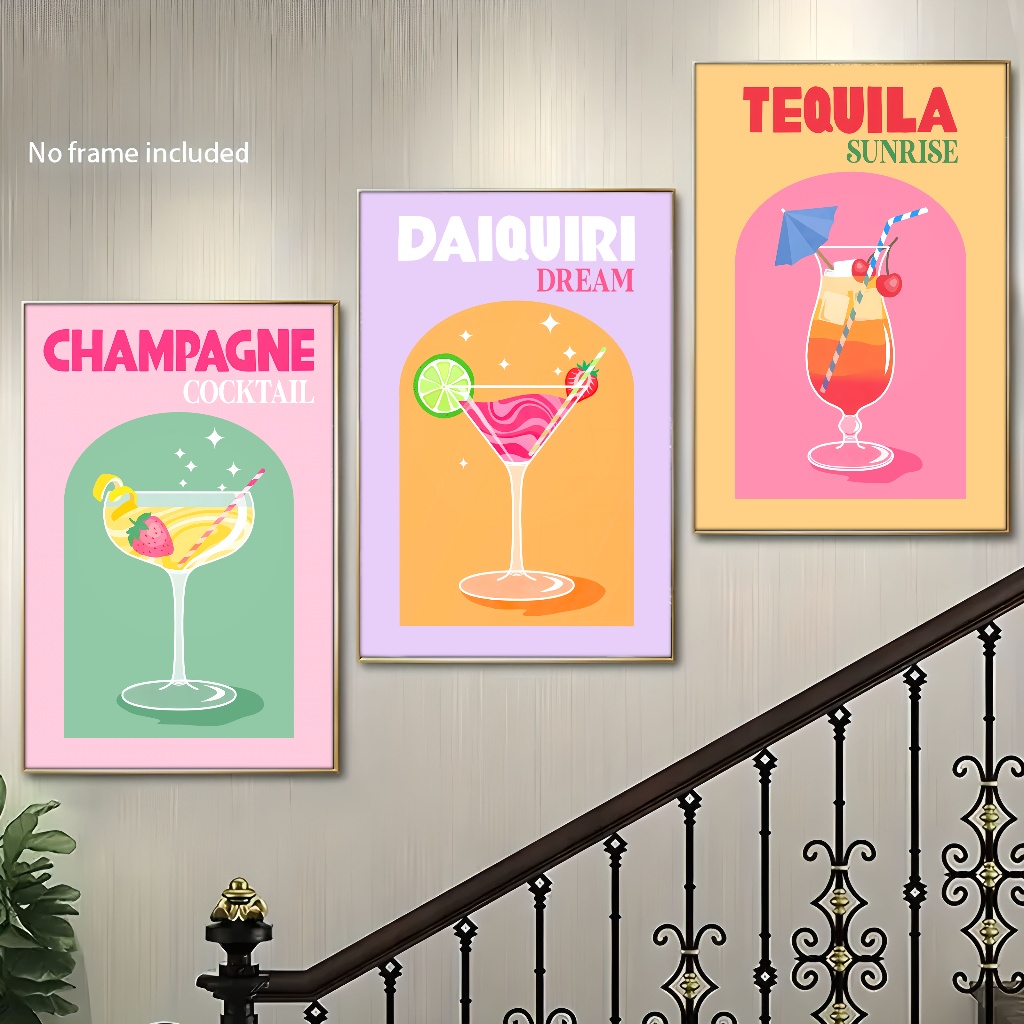 No frame included
CHAMPAGNE
COCKTAIL
DAIQUIRI
DREAM
TEQUILA
SUNRISE